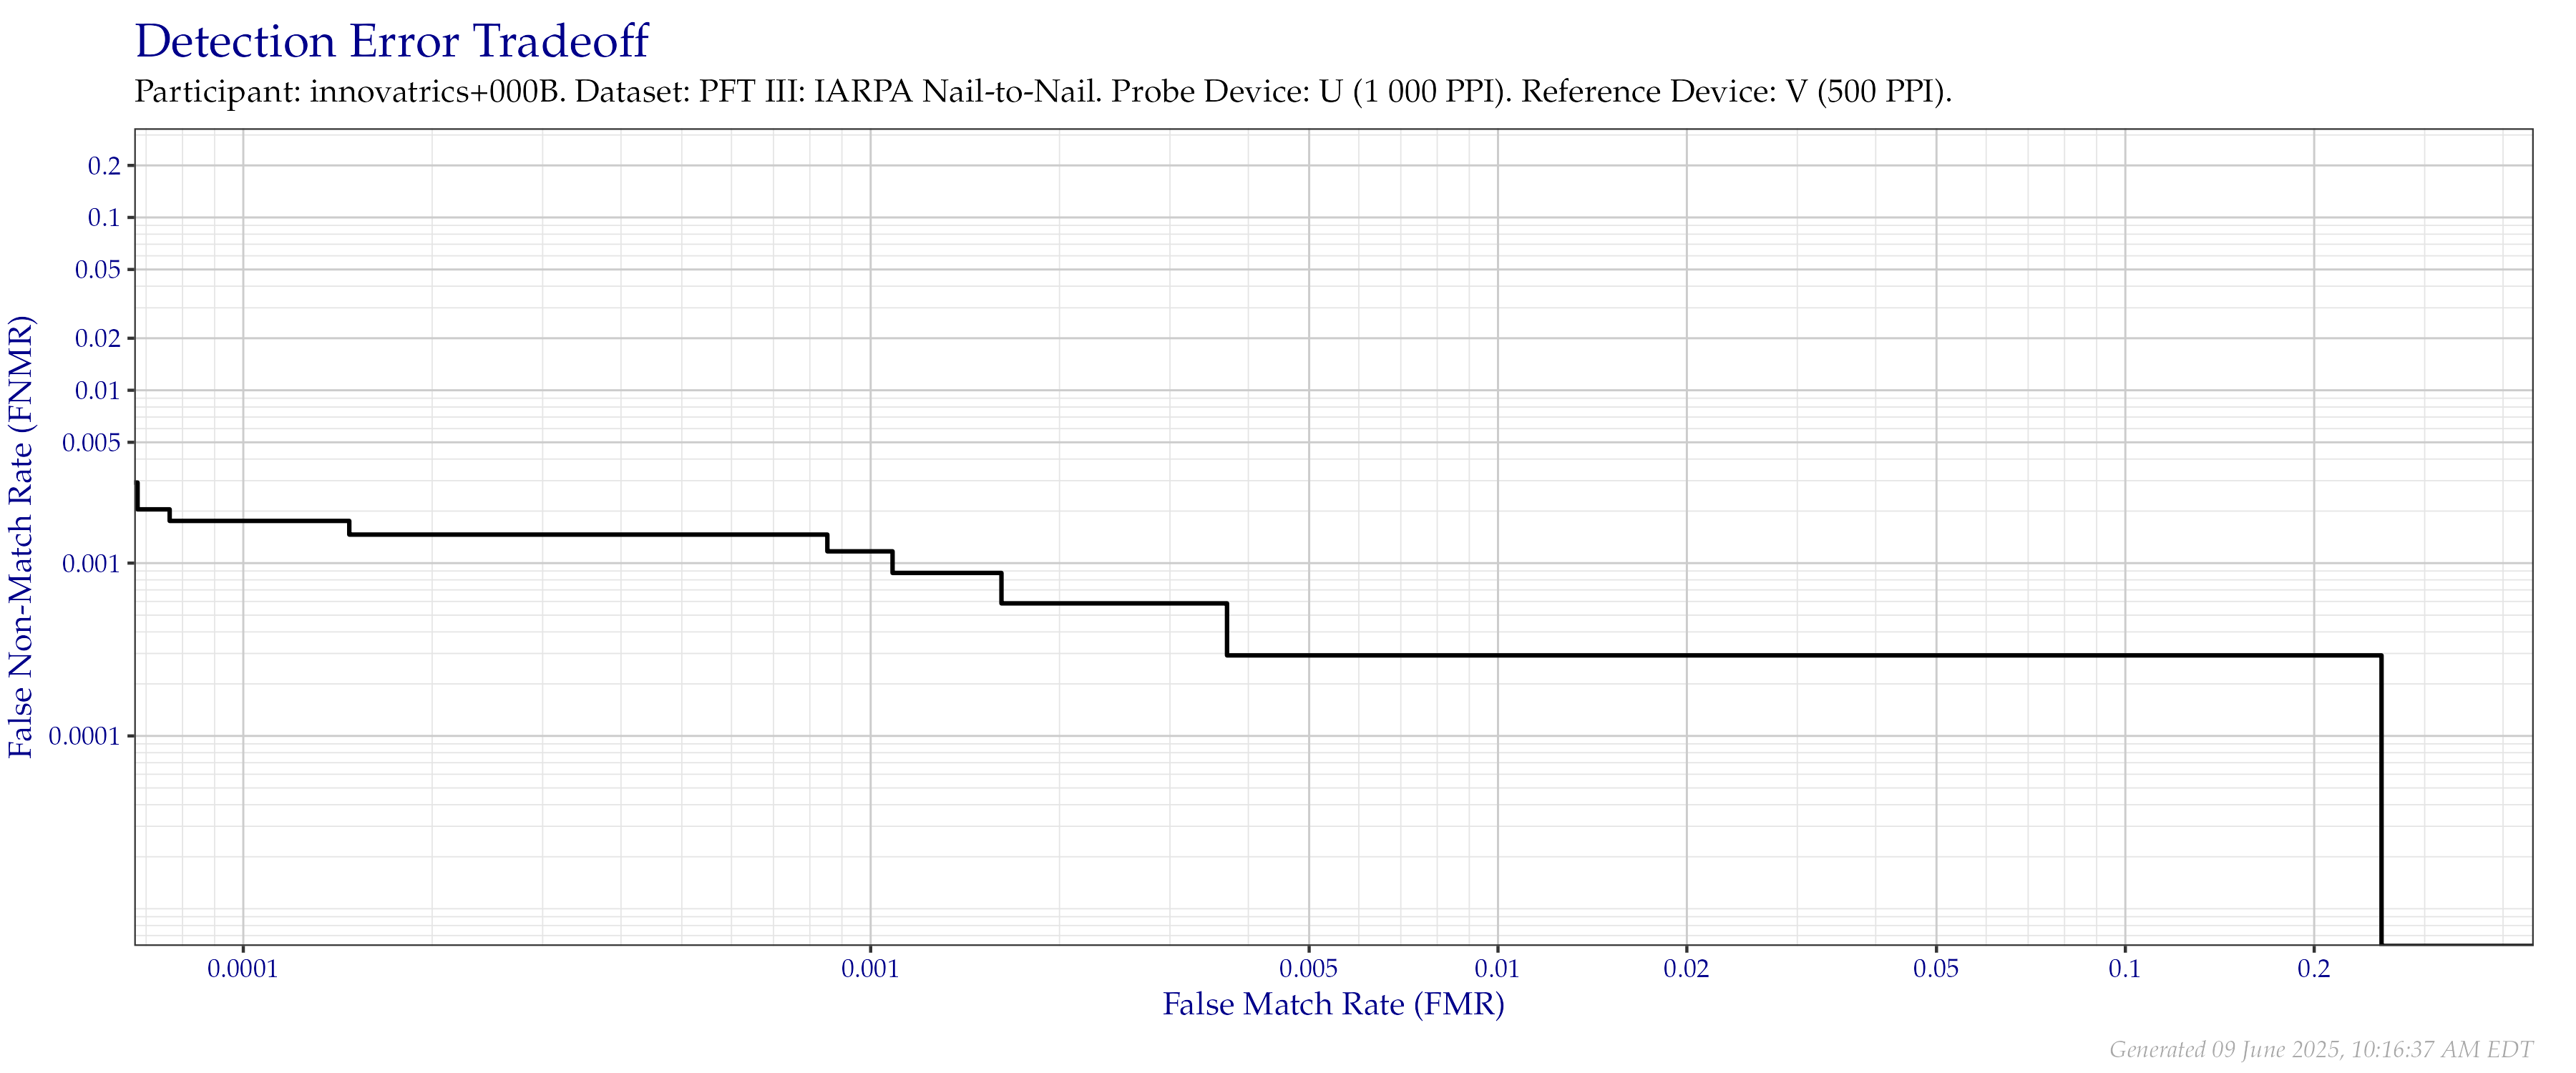 Detection Error Tradeoff
Participant: innovatrics+000B. Dataset: PFT III: IARPA Nail-to-Nail. Probe Device: U (1 000 PPI). Reference Device: V (500 PPI).
False Non-Match Rate (FNMR)
0.2
0.1
0.05
0.02
0.01
0.005
0.001
0.0001
0.0001 0.001 0.005 0.01 0.02 0.05 0.1 0.2
False Match Rate (FMR)
Generated 09 June 2025, 10:16:37 AM EDT